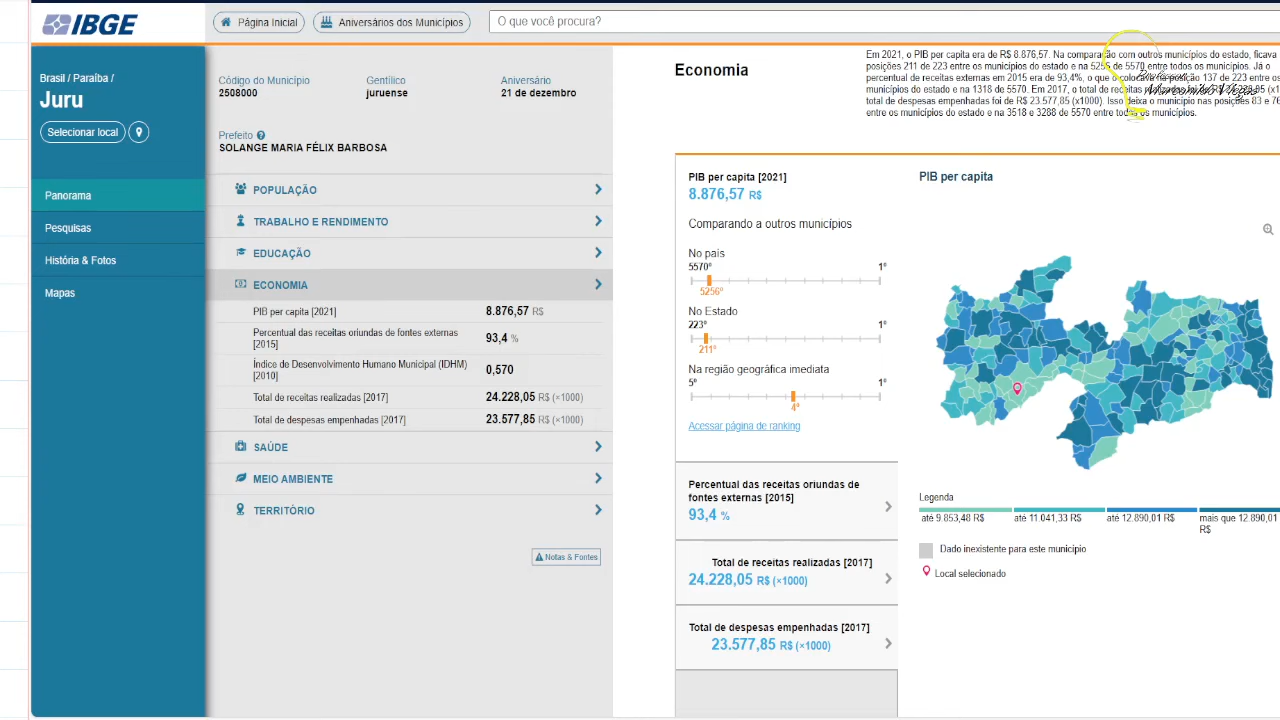 IBGE
Página Inicial
Aniversários dos Municípios
O que você procura?
Brasil / Paraíba /
Juru
Selecionar local
Panorama
Pesquisas
História & Fotos
Mapas
Código do Município
2508000
Gentílico
juruense
Aniversário
21 de dezembro
Prefeito
SOLANGE MARIA FÉLIX BARBOSA
POPULAÇÃO
TRABALHO E RENDIMENTO
EDUCAÇÃO
ECONOMIA
PIB per capita [2021] 8.876,57 R$
Percentual das receitas oriundas de fontes externas
[2015] 93,4 %
Índice de Desenvolvimento Humano Municipal (IDHM)
[2010] 0,570
Total de receitas realizadas [2017] 24.228,05 R$ (×1000)
Total de despesas empenhadas [2017] 23.577,85 R$ (×1000)
SAÚDE
MEIO AMBIENTE
TERRITÓRIO
Notas & Fontes
Economia
Em 2021, o PIB per capita era de R$ 8.876,57. Na comparação com outros municípios do estado, ficava
posições 211 de 223 entre os municípios do estado e na 5256 de 5570 entre todos os municípios. Já o
percentual de receitas externas em 2015 era de 93,4%, o que o colocava na posição 137 de 223 entre os
municípios do estado e na 1318 de 5570. Em 2017, o total de receitas
total de despesas empenhadas foi de R$ 23.577,85 (x1000). Isso deixa o município nas posições 83 e 76
entre os municípios do estado e na 3518 e 3288 de 5570 entre todos os municípios.
PIB per capita [2021]
8.876,57 R$
Comparando a outros municípios
No país
5570º 1º
5256º
No Estado
223º 1º
211º
Na região geográfica imediata
5º 1º
4º
Acessar página de ranking
Percentual das receitas oriundas de
fontes externas [2015]
93,4 %
Total de receitas realizadas [2017]
24.228,05 R$ (×1000)
Total de despesas empenhadas [2017]
23.577,85 R$ (×1000)
PIB per capita
Legenda
até 9.853,48 R$ até 11.041,33 R$ até 12.890,01 R$ mais que 12.890,01
R$
Dado inexistente para este município
Local selecionado